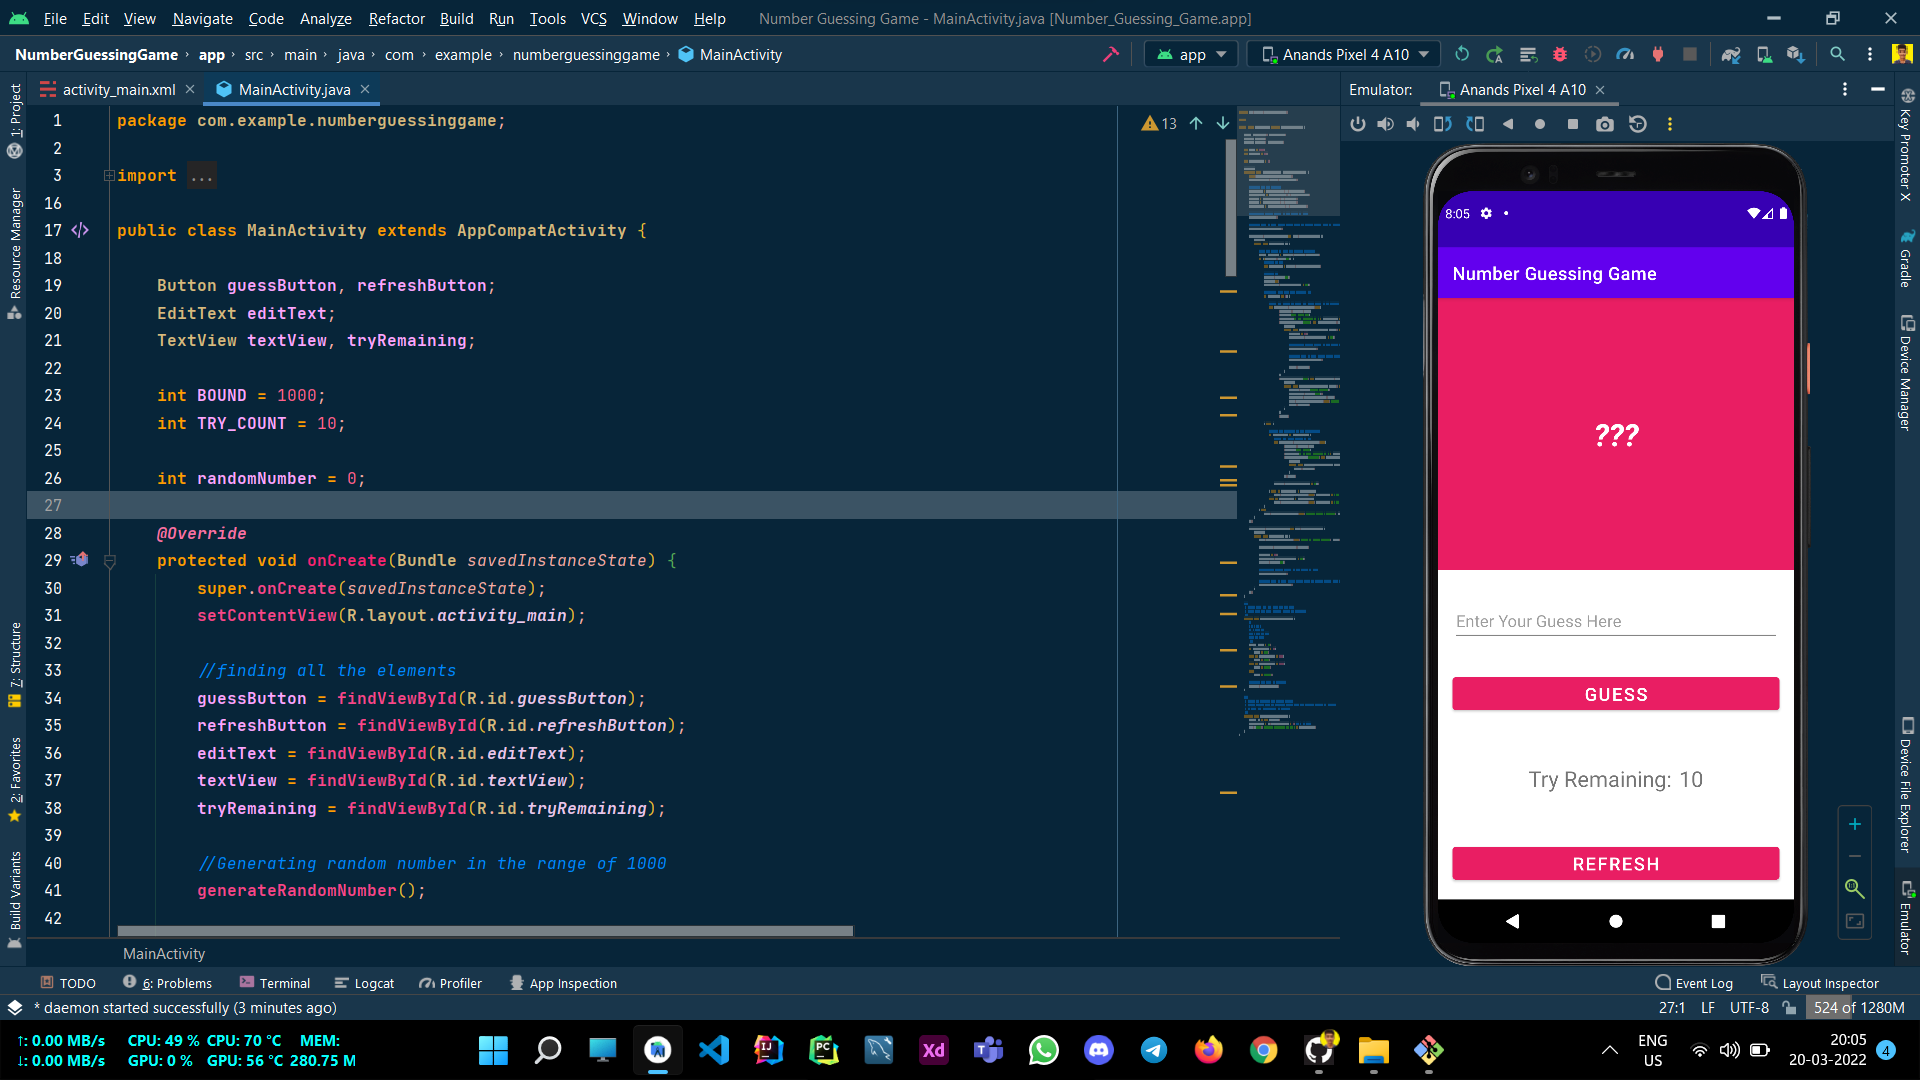 File Edit View Navigate Code Analyze Refactor Build Run Tools VCS Window Help Number Guessing Game - MainActivity.java [Number_Guessing_Game.app]
NumberGuessingGame › app › src › main › java › com › example › numberguessinggame › MainActivity
app
Anands Pixel 4 A10
activity_main.xml
MainActivity.java
Emulator:
Anands Pixel 4 A10
1: Project
Resource Manager
7: Structure
2: Favorites
Build Variants
13
1 package com.example.numberguessinggame;
2
3 import ...
16
17 public class MainActivity extends AppCompatActivity {
18
19 Button guessButton, refreshButton;
20 EditText editText;
21 TextView textView, tryRemaining;
22
23 int BOUND = 1000;
24 int TRY_COUNT = 10;
25
26 int randomNumber = 0;
27
28 @Override
29 protected void onCreate(Bundle savedInstanceState) {
30 super.onCreate(savedInstanceState);
31 setContentView(R.layout.activity_main);
32
33 //finding all the elements
34 guessButton = findViewById(R.id.guessButton);
35 refreshButton = findViewById(R.id.refreshButton);
36 editText = findViewById(R.id.editText);
37 textView = findViewById(R.id.textView);
38 tryRemaining = findViewById(R.id.tryRemaining);
39
40 //Generating random number in the range of 1000
41 generateRandomNumber();
42
MainActivity
8:05
Number Guessing Game
???
Enter Your Guess Here
GUESS
Try Remaining: 10
REFRESH
Key Promoter X
Gradle
Device Manager
Device File Explorer
Emulator
TODO 6: Problems Terminal Logcat Profiler App Inspection Event Log Layout Inspector
* daemon started successfully (3 minutes ago) 27:1 LF UTF-8 524 of 1280M
↑: 0.00 MB/s CPU: 49 % CPU: 70 °C MEM:
↓: 0.00 MB/s GPU: 0 % GPU: 56 °C 280.75 M
IJ
PC
Xd
T
ENG
US
20:05
20-03-2022
4